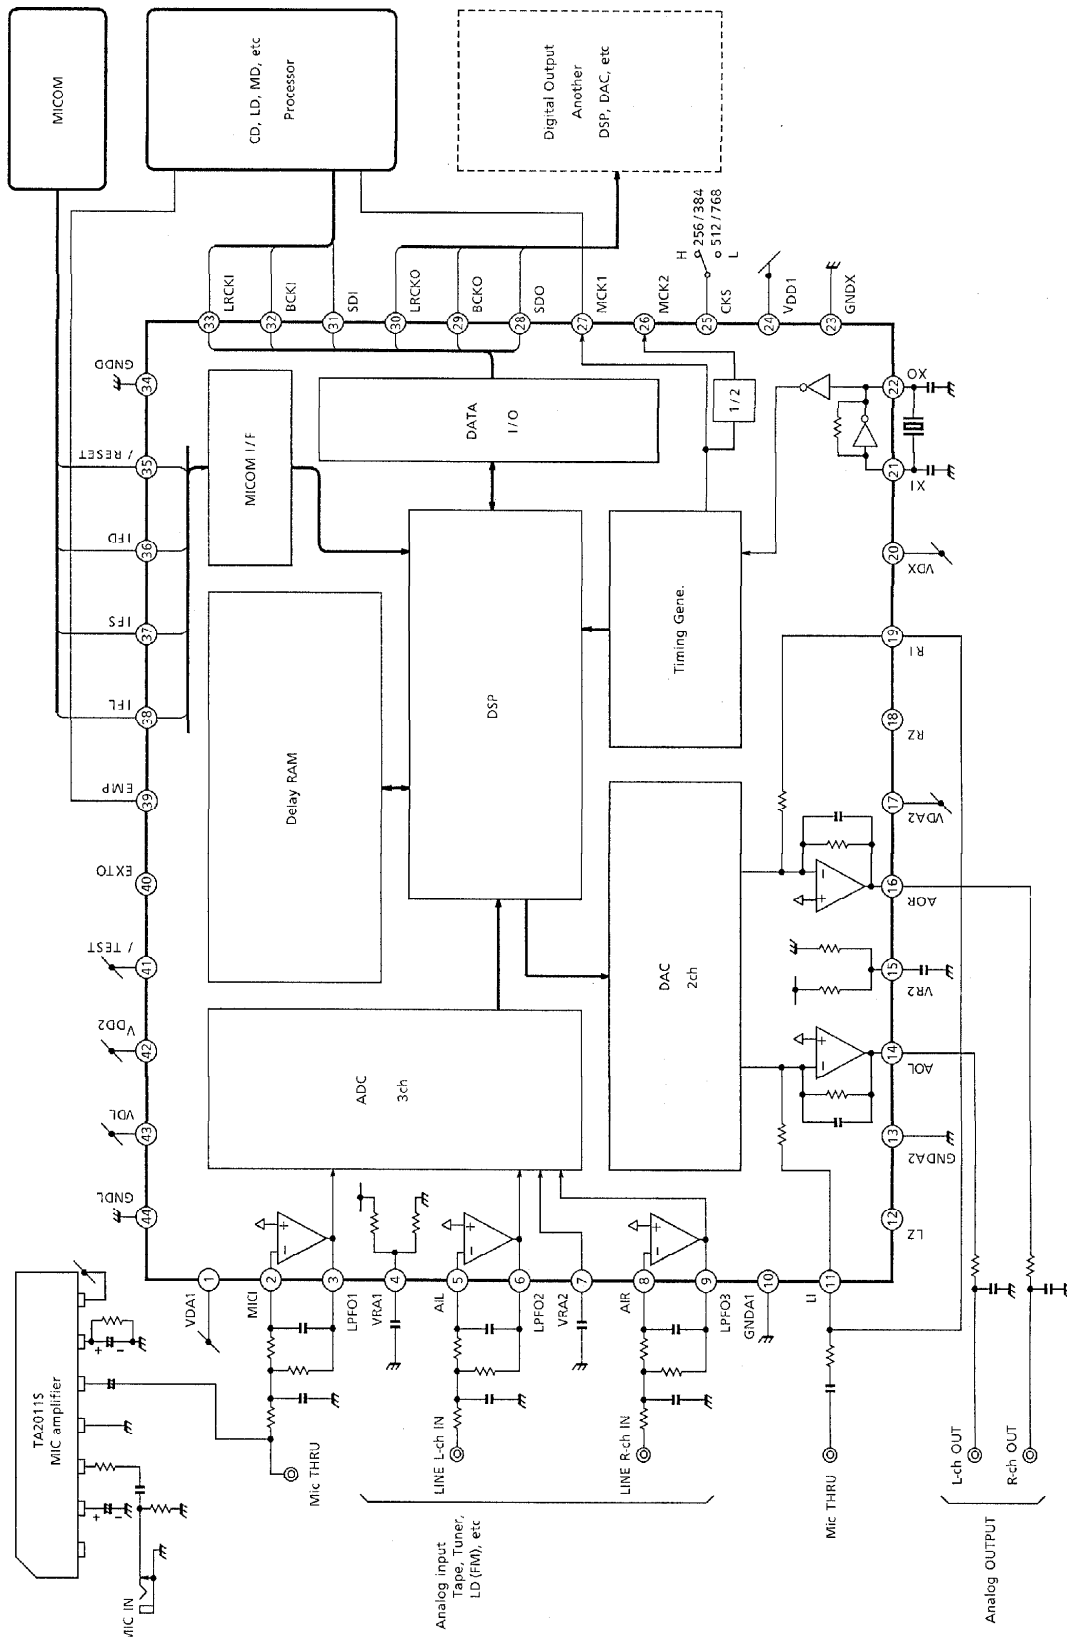 MICOM
CD, LD, MD, etc
Processor
Digital Output
Another
DSP, DAC, etc
H
256/384
512/768
L
LRCKI
BCKI
SDI
LRCKO
BCKO
SDO
MCK1
MCK2
CKS
VDD1
GNDX
33
32
31
30
29
28
27
26
25
24
23
GNDD
34
/ RESET
35
IFD
36
IFS
37
IFL
38
EMP
39
EXTO
40
/ TEST
41
VDD2
42
VDL
43
GNDL
44
MICOM I/F
DATA
I/O
1/2
Delay RAM
DSP
Timing Gene.
ADC
3ch
DAC
2ch
XO
22
XI
21
VDX
20
RI
19
RZ
18
VDA2
17
AOR
16
VR2
15
AOL
14
GNDA2
13
LZ
12
1
2
3
4
5
6
7
8
9
10
11
VDA1
MICI
LPFO1
VRA1
AIL
LPFO2
VRA2
AIR
LPFO3
GNDA1
LI
TA2011S
MIC amplifier
MIC IN
Mic THRU
LINE L-ch IN
LINE R-ch IN
Mic THRU
L-ch OUT
R-ch OUT
Analog input
Tape, Tuner,
LD (FM), etc
Analog OUTPUT